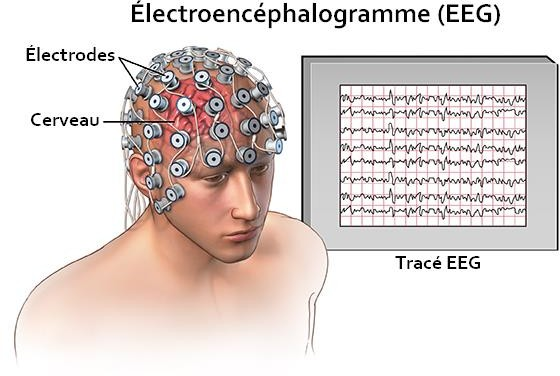 Électroencéphalogramme (EEG)
Électrodes
Cerveau
Tracé EEG